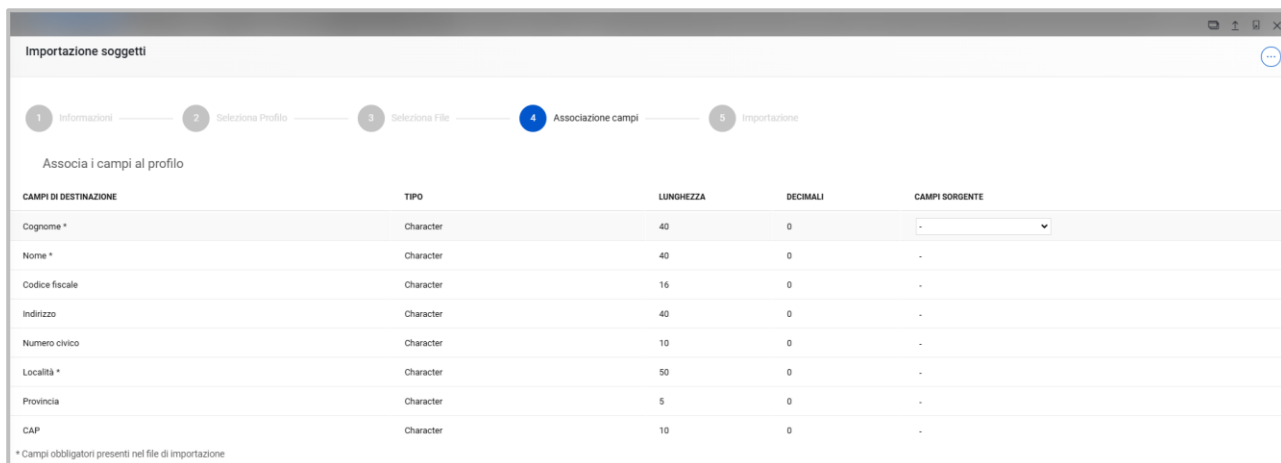 Importazione soggetti
1 Informazioni 2 Seleziona Profilo 3 Seleziona File 4 Associazione campi 5 Importazione
Associa i campi al profilo
CAMPI DI DESTINAZIONE TIPO LUNGHEZZA DECIMALI CAMPI SORGENTE
Cognome * Character 40 0 -
Nome * Character 40 0 -
Codice fiscale Character 16 0 -
Indirizzo Character 40 0 -
Numero civico Character 10 0 -
Località * Character 50 0 -
Provincia Character 5 0 -
CAP Character 10 0 -
* Campi obbligatori presenti nel file di importazione